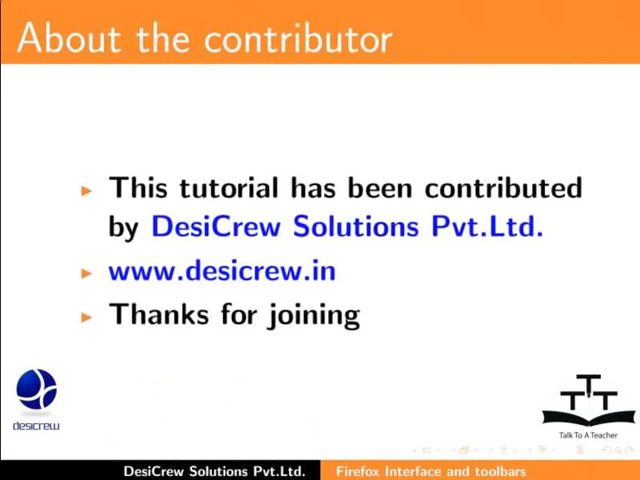 About the contributor
This tutorial has been contributed
by DesiCrew Solutions Pvt.Ltd.
www.desicrew.in
Thanks for joining
desicrew
T T T
Talk To A Teacher
DesiCrew Solutions Pvt.Ltd. Firefox Interface and toolbars